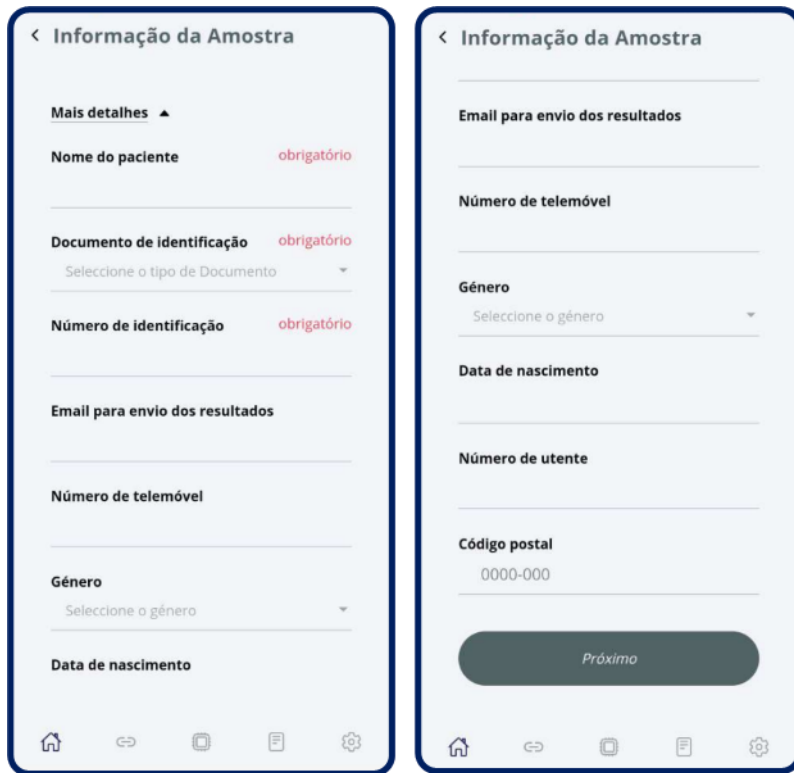 Informação da Amostra
Mais detalhes
Nome do paciente obrigatório
Documento de identificação obrigatório
Seleccione o tipo de Documento
Número de identificação obrigatório
Email para envio dos resultados
Número de telemóvel
Género
Seleccione o género
Data de nascimento
Informação da Amostra
Email para envio dos resultados
Número de telemóvel
Género
Seleccione o género
Data de nascimento
Número de utente
Código postal
0000-000
Próximo